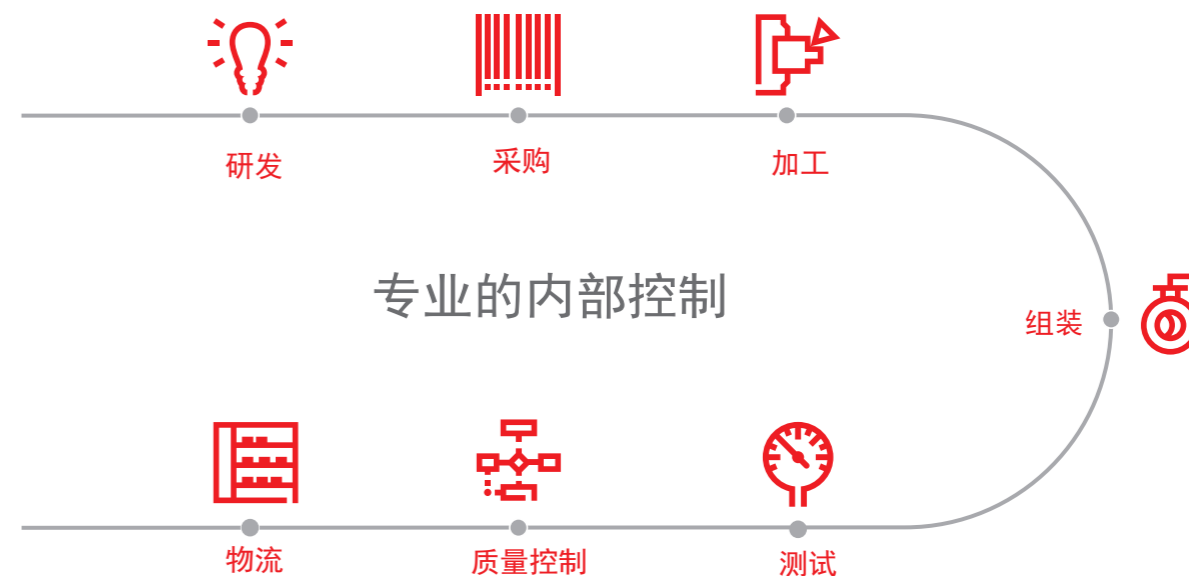 研发
采购
加工
专业的内部控制
组装
物流
质量控制
测试